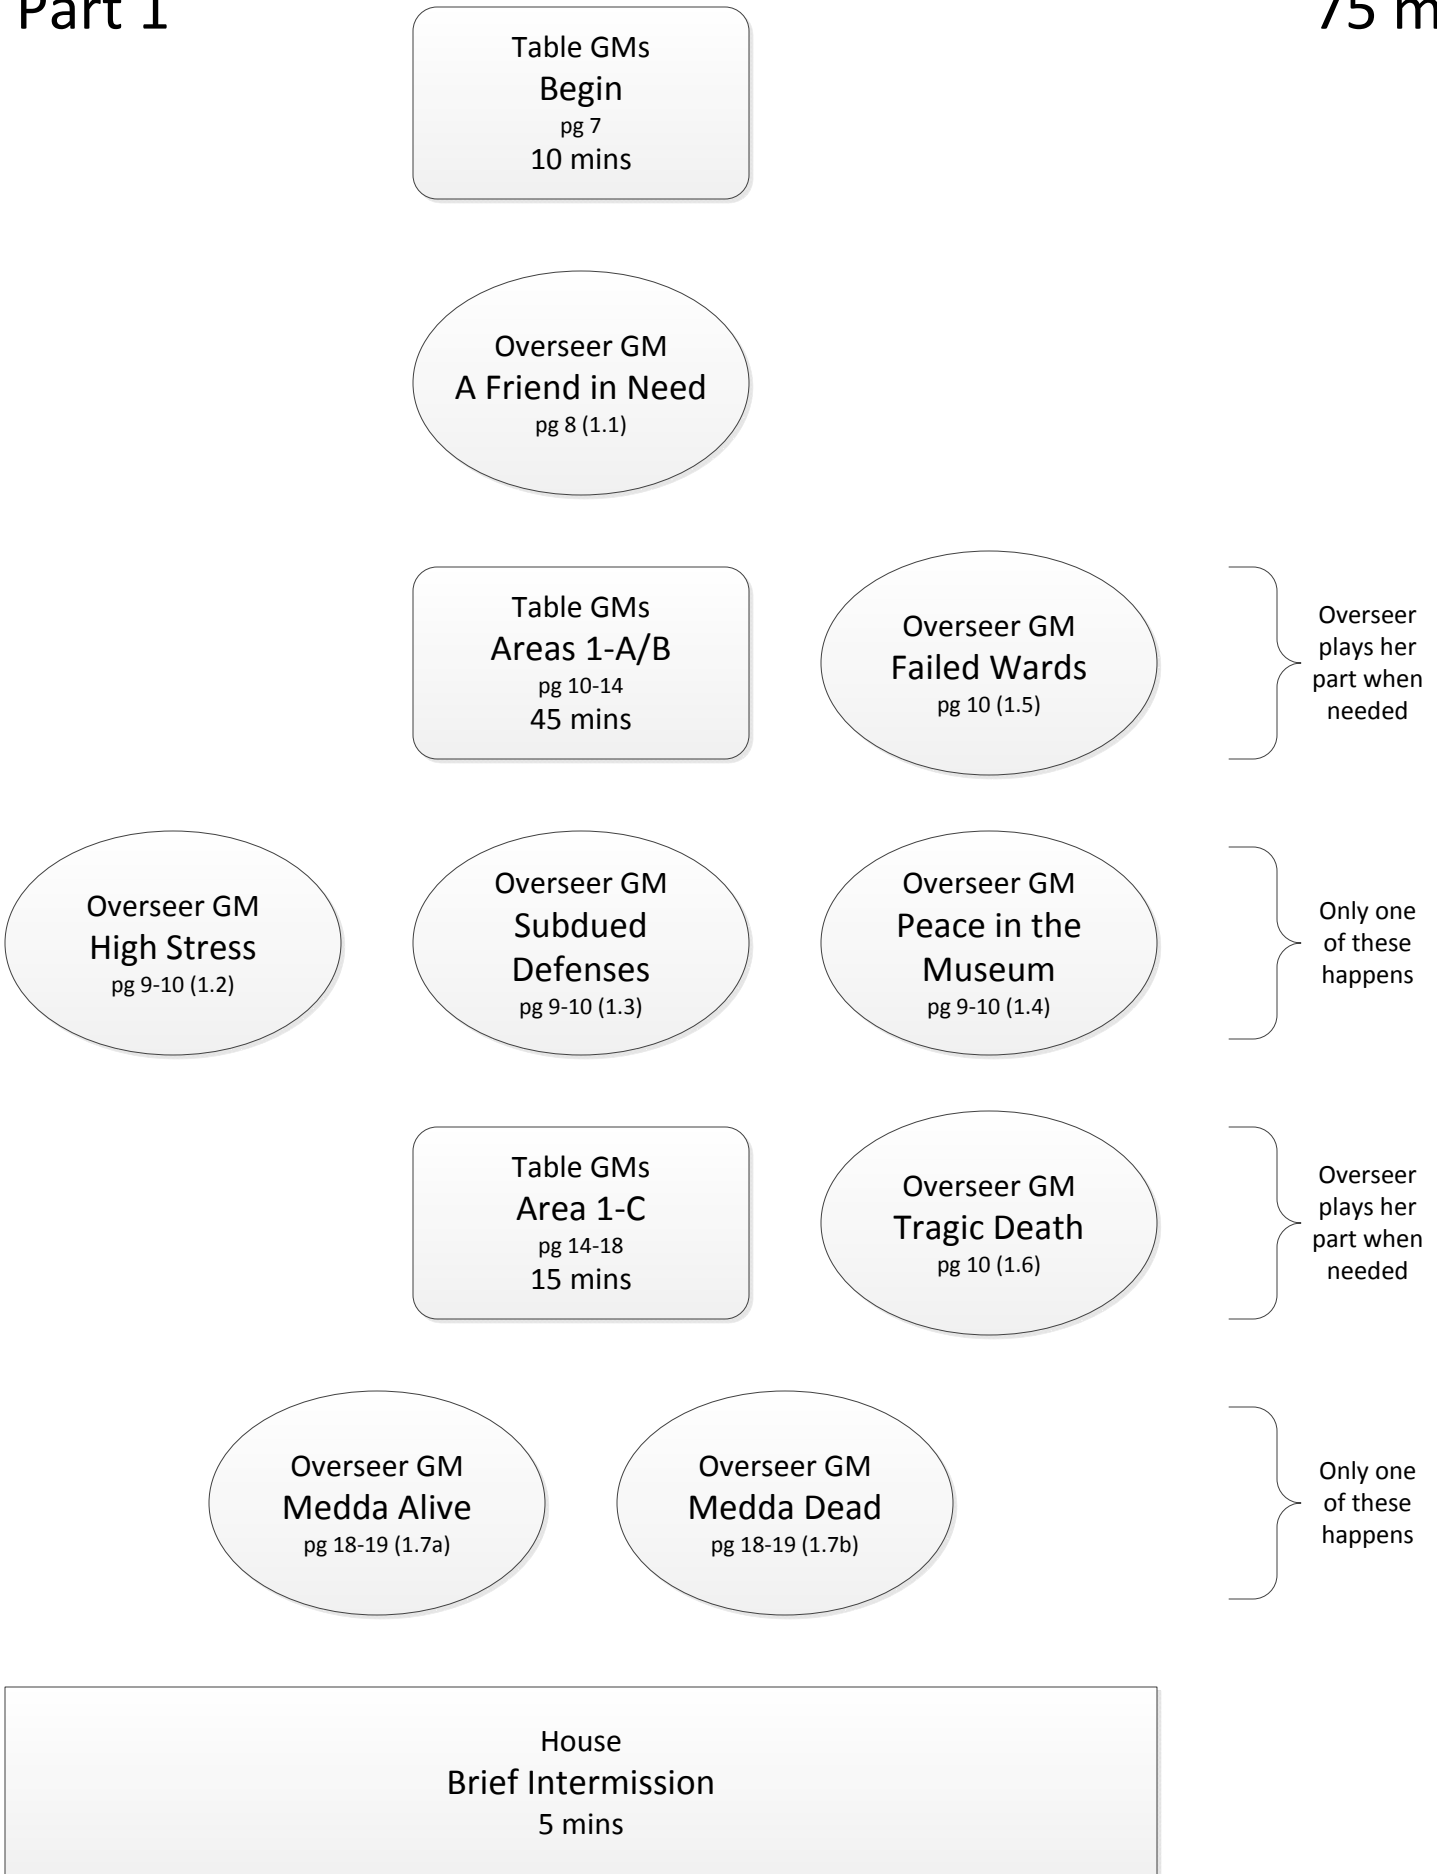 Part 1
75 m
Table GMs
Begin
pg 7
10 mins
Overseer GM
A Friend in Need
pg 8 (1.1)
Table GMs
Areas 1-A/B
pg 10-14
45 mins
Overseer GM
Failed Wards
pg 10 (1.5)
Overseer
plays her
part when
needed
Overseer GM
High Stress
pg 9-10 (1.2)
Overseer GM
Subdued
Defenses
pg 9-10 (1.3)
Overseer GM
Peace in the
Museum
pg 9-10 (1.4)
Only one
of these
happens
Table GMs
Area 1-C
pg 14-18
15 mins
Overseer GM
Tragic Death
pg 10 (1.6)
Overseer
plays her
part when
needed
Overseer GM
Medda Alive
pg 18-19 (1.7a)
Overseer GM
Medda Dead
pg 18-19 (1.7b)
Only one
of these
happens
House
Brief Intermission
5 mins